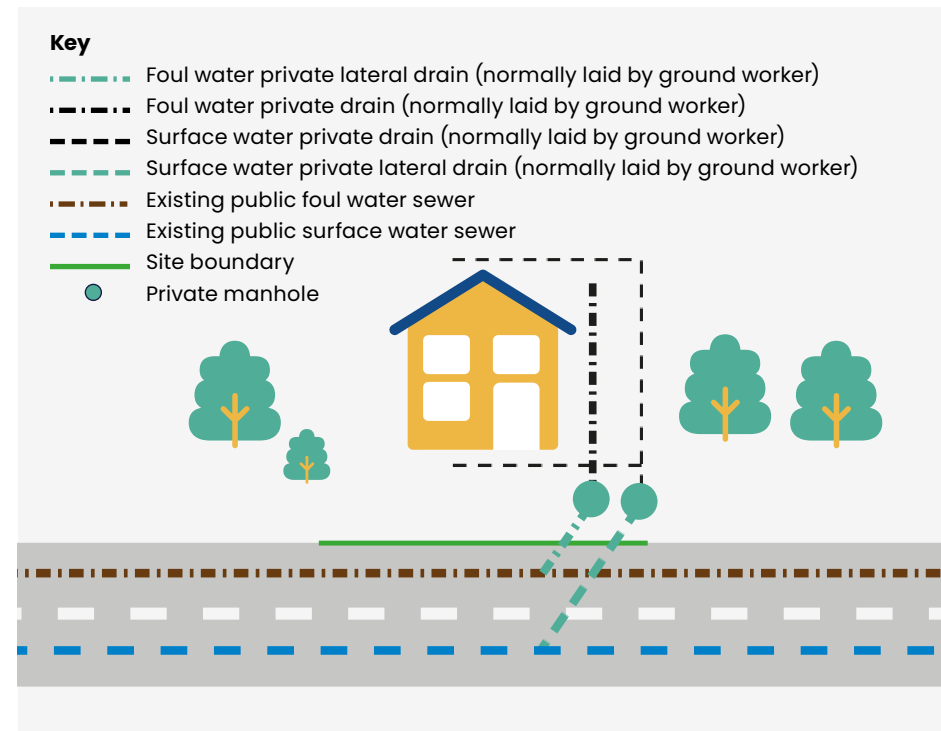 Key
Foul water private lateral drain (normally laid by ground worker)
Foul water private drain (normally laid by ground worker)
Surface water private drain (normally laid by ground worker)
Surface water private lateral drain (normally laid by ground worker)
Existing public foul water sewer
Existing public surface water sewer
Site boundary
Private manhole